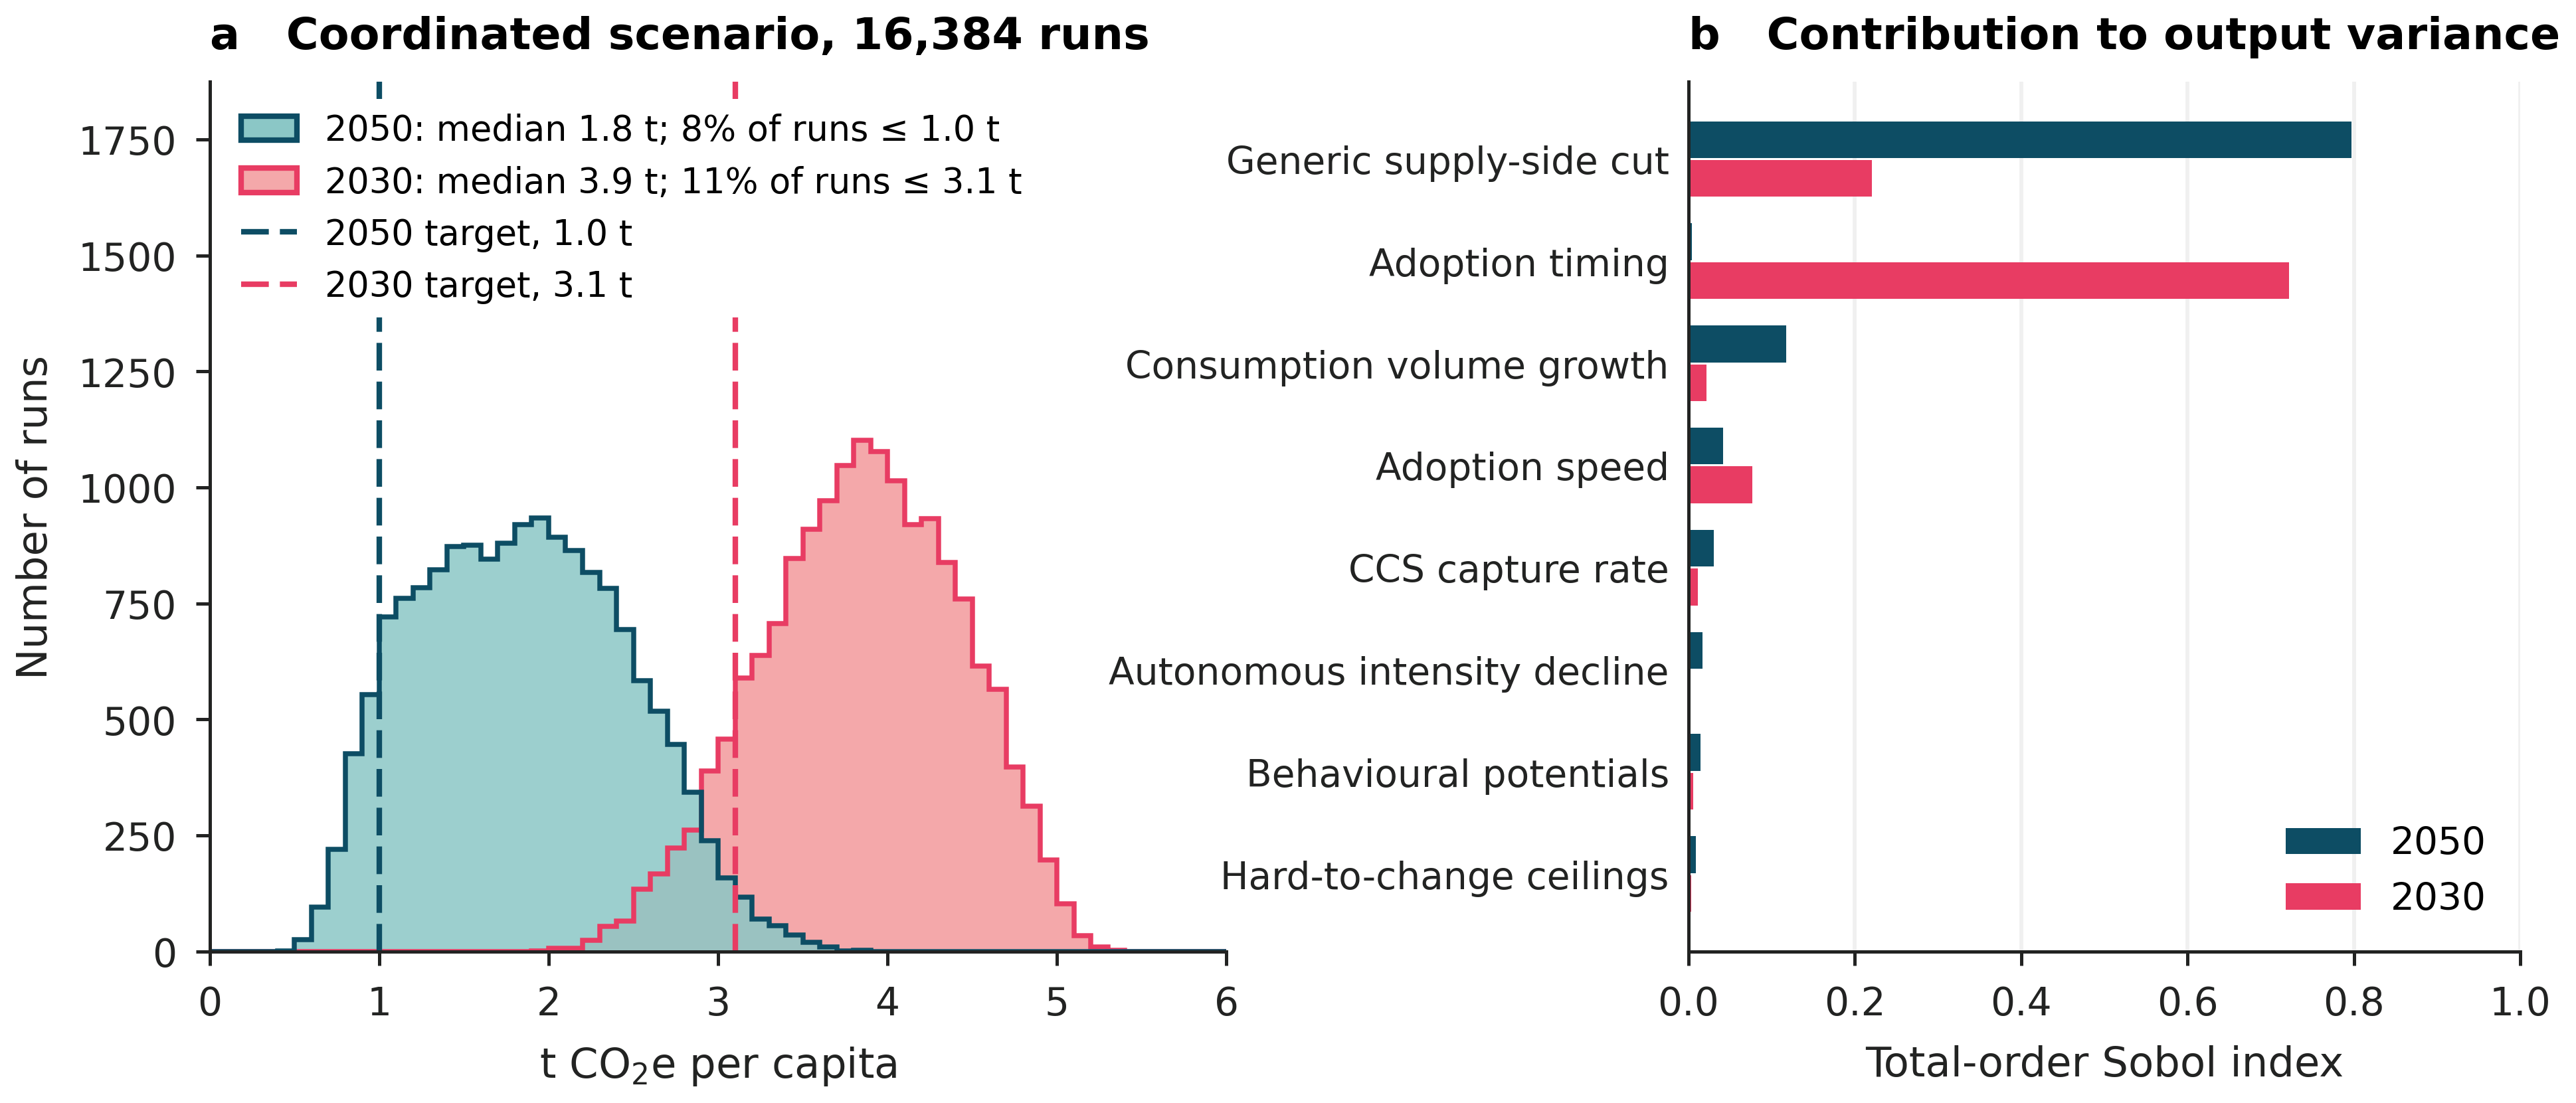 a Coordinated scenario, 16,384 runs
2050: median 1.8 t; 8% of runs ≤ 1.0 t
2030: median 3.9 t; 11% of runs ≤ 3.1 t
2050 target, 1.0 t
2030 target, 3.1 t
Number of runs
1750
1500
1250
1000
750
500
250
0
0 1 2 3 4 5 6
t CO₂e per capita
b Contribution to output variance
Generic supply-side cut
Adoption timing
Consumption volume growth
Adoption speed
CCS capture rate
Autonomous intensity decline
Behavioural potentials
Hard-to-change ceilings
2050
2030
0.0 0.2 0.4 0.6 0.8 1.0
Total-order Sobol index